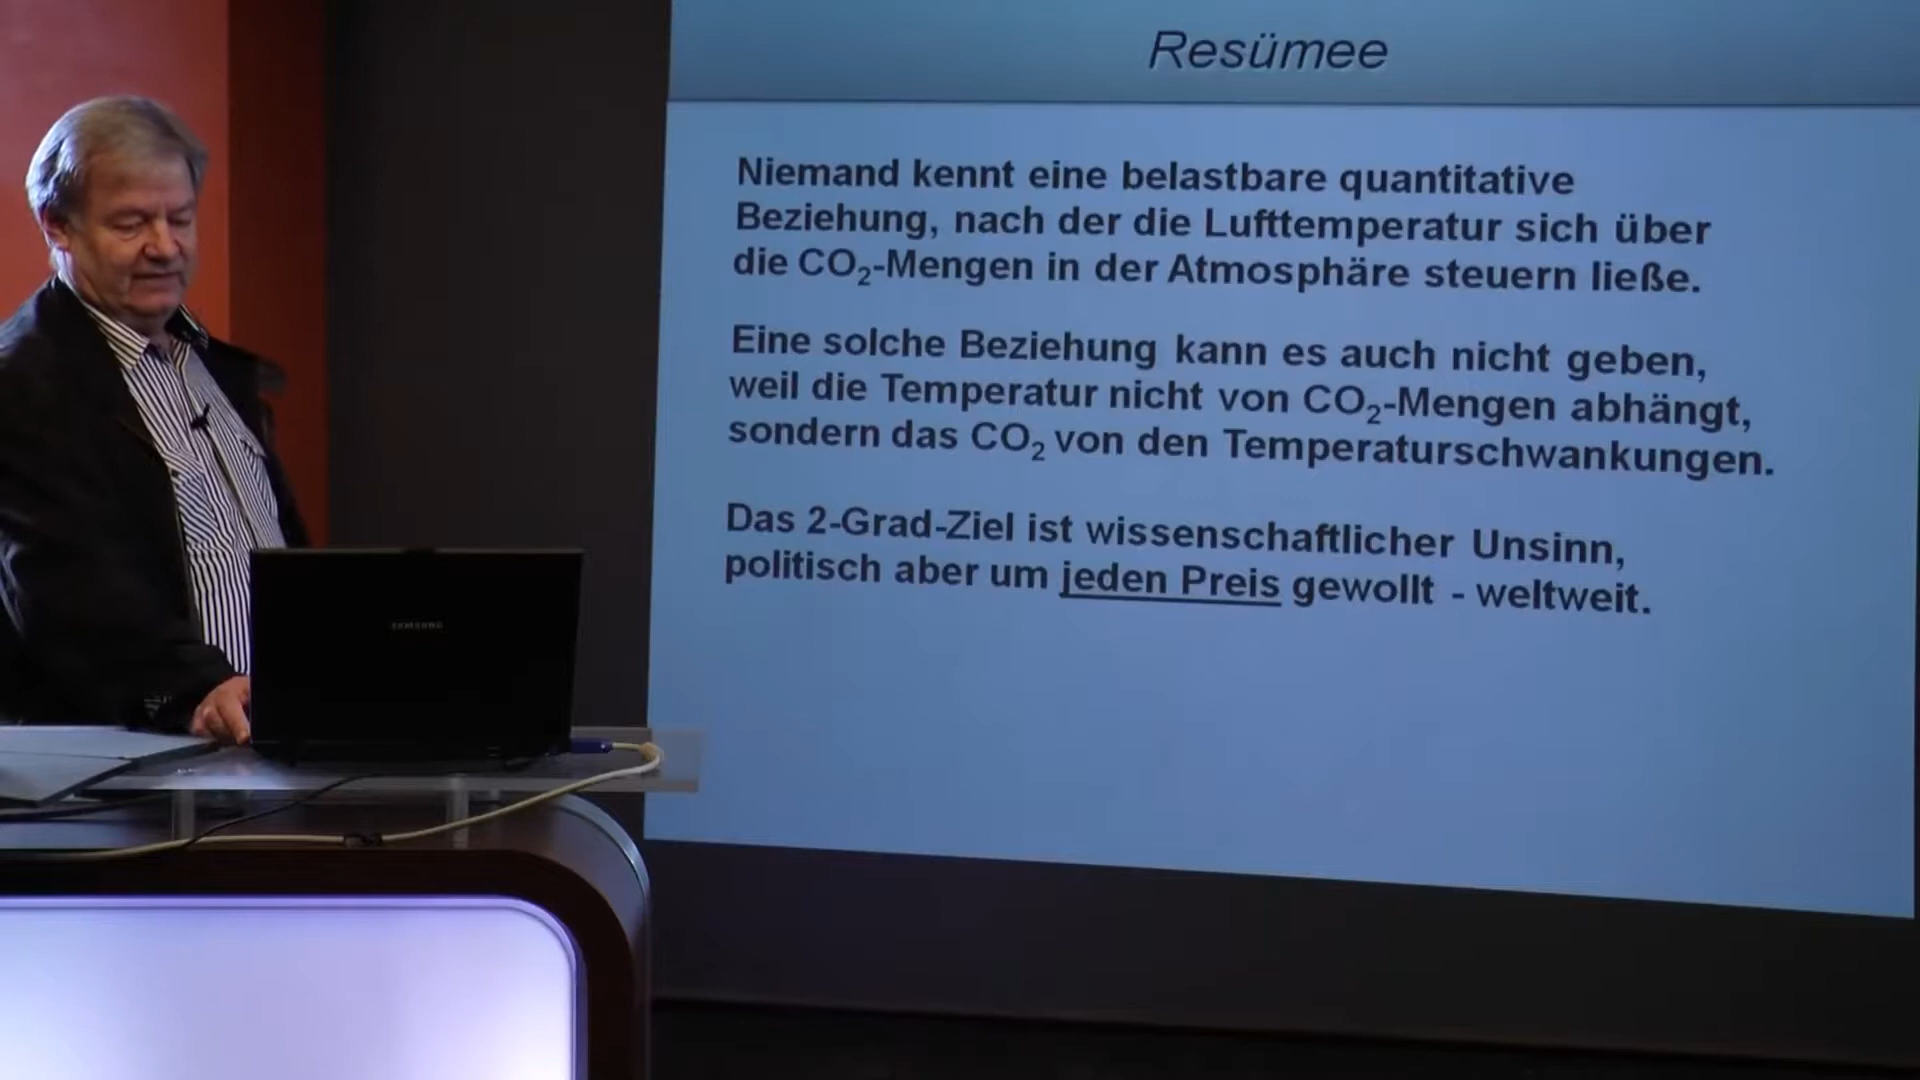 Resümee
Niemand kennt eine belastbare quantitative
Beziehung, nach der die Lufttemperatur sich über
die CO₂-Mengen in der Atmosphäre steuern ließe.
Eine solche Beziehung kann es auch nicht geben,
weil die Temperatur nicht von CO₂-Mengen abhängt,
sondern das CO₂ von den Temperaturschwankungen.
Das 2-Grad-Ziel ist wissenschaftlicher Unsinn,
politisch aber um jeden Preis gewollt - weltweit.
SAMSUNG